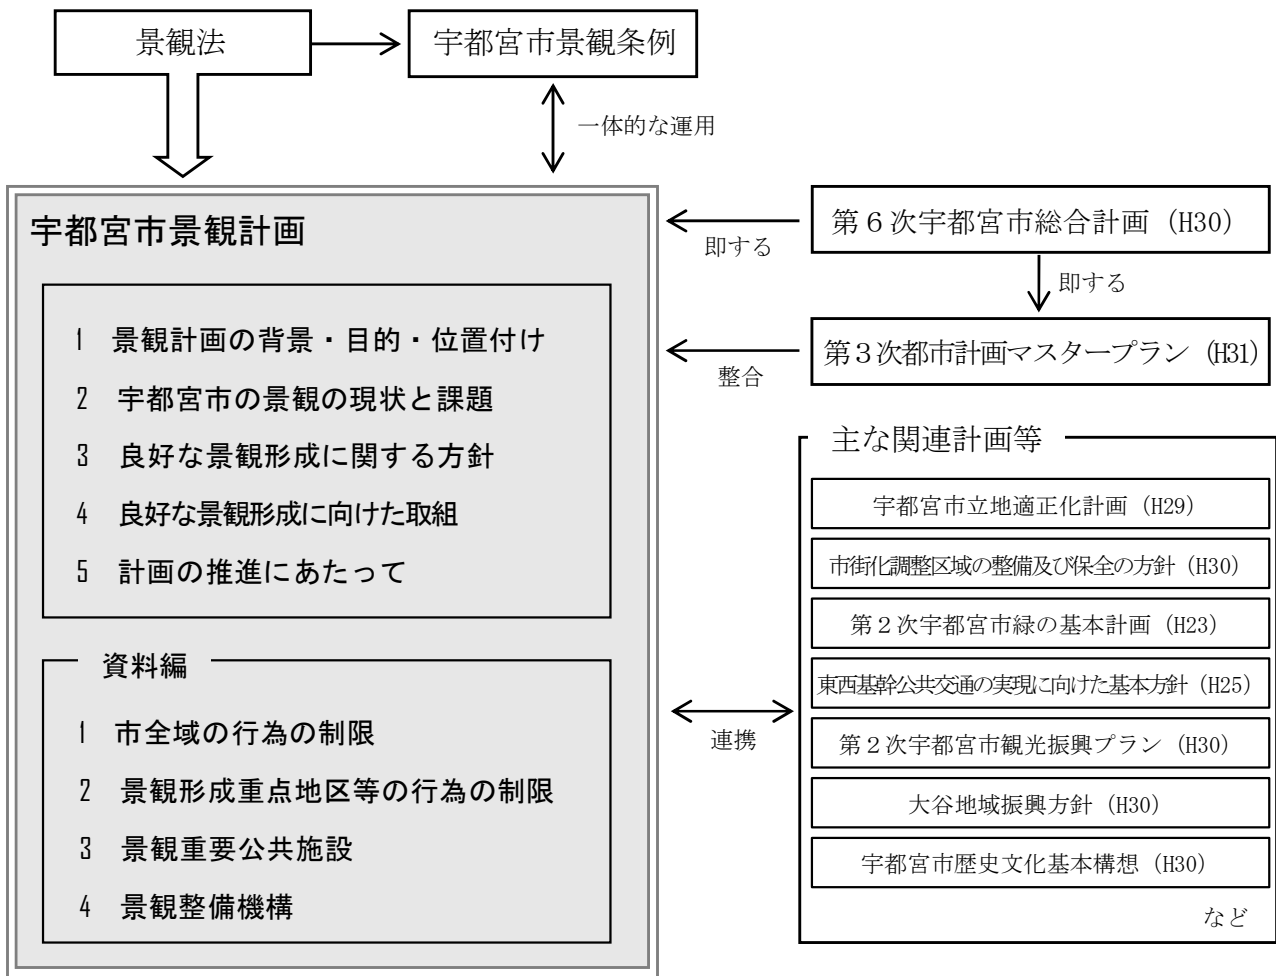 景観法
宇都宮市景観条例
一体的な運用
宇都宮市景観計画
1 景観計画の背景・目的・位置付け
2 宇都宮市の景観の現状と課題
3 良好な景観形成に関する方針
4 良好な景観形成に向けた取組
5 計画の推進にあたって
資料編
1 市全域の行為の制限
2 景観形成重点地区等の行為の制限
3 景観重要公共施設
4 景観整備機構
即する
整合
連携
第6次宇都宮市総合計画(H30)
即する
第3次都市計画マスタープラン(H31)
主な関連計画等
宇都宮市立地適正化計画(H29)
市街化調整区域の整備及び保全の方針(H30)
第2次宇都宮市緑の基本計画(H23)
東西基幹公共交通の実現に向けた基本方針(H25)
第2次宇都宮市観光振興プラン(H30)
大谷地域振興方針(H30)
宇都宮市歴史文化基本構想(H30)
など